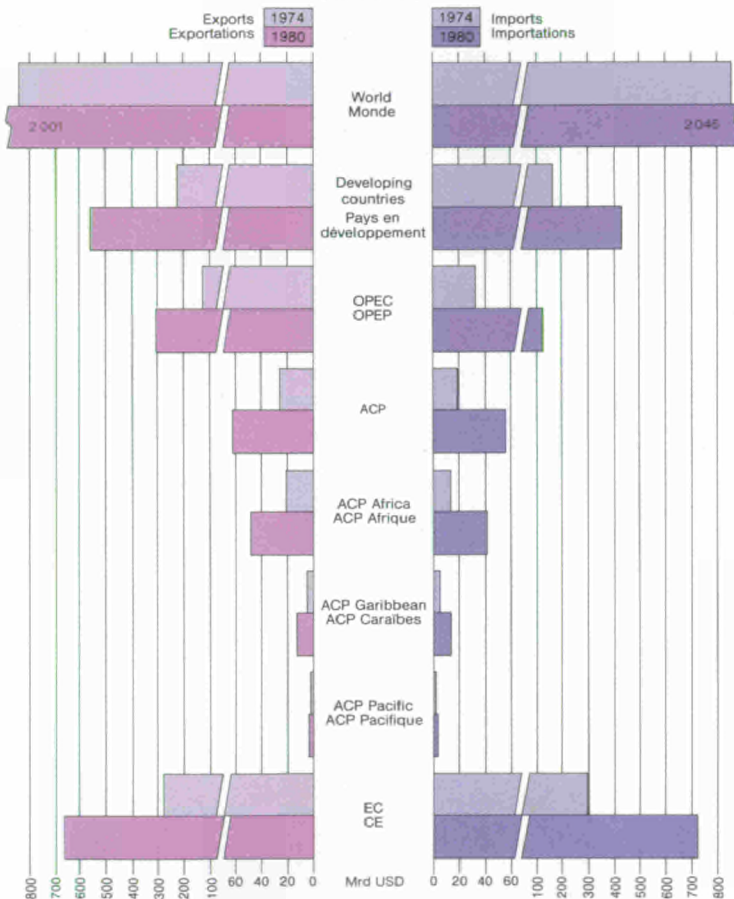 Exports 1974
Exportations 1980
1974 Imports
1980 Importations
World
Monde
2 001
2 045
Developing
countries
Pays en
développement
OPEC
OPEP
ACP
ACP Africa
ACP Afrique
ACP Garibbean
ACP Caraïbes
ACP Pacific
ACP Pacifique
EC
CE
800 700 600 500 400 300 200 100 60 40 20 0 Mrd USD 0 20 40 60 100 200 300 400 500 600 700 800